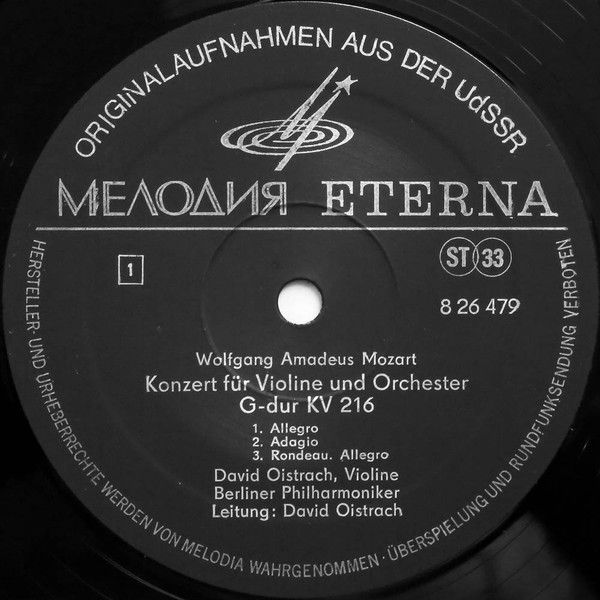 ORIGINALAUFNAHMEN AUS DER UdSSR
МЕЛОДИЯ ETERNA
1
ST 33
8 26 479
Wolfgang Amadeus Mozart
Konzert für Violine und Orchester
G-dur KV 216
1. Allegro
2. Adagio
3. Rondeau. Allegro
David Oistrach, Violine
Berliner Philharmoniker
Leitung: David Oistrach
HERSTELLER- UND URHEBERRECHTE WERDEN VON MELODIA WAHRGENOMMEN · ÜBERSPIELUNG UND RUNDFUNKSENDUNG VERBOTEN